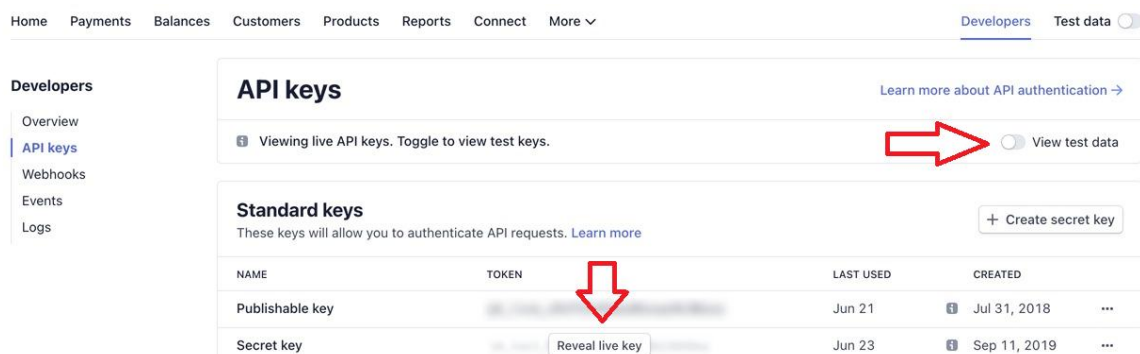 Home Payments Balances Customers Products Reports Connect More Developers Test data
Developers
Overview
API keys
Webhooks
Events
Logs
API keys
Learn more about API authentication →
Viewing live API keys. Toggle to view test keys.
View test data
Standard keys
+ Create secret key
These keys will allow you to authenticate API requests. Learn more
NAME TOKEN LAST USED CREATED
Publishable key Jun 21 Jul 31, 2018 ...
Secret key Reveal live key Jun 23 Sep 11, 2019 ...